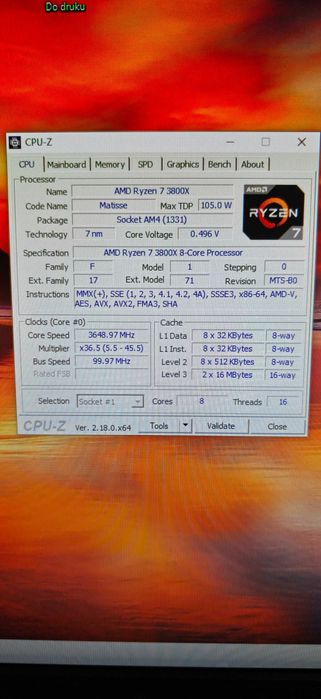 Do druku
CPU-Z
CPU Mainboard Memory SPD Graphics Bench About
Processor
Name AMD Ryzen 7 3800X
Code Name Matisse Max TDP 105.0 W
Package Socket AM4 (1331)
Technology 7 nm Core Voltage 0.496 V
AMD
RYZEN
7
Specification AMD Ryzen 7 3800X 8-Core Processor
Family F Model 1 Stepping 0
Ext. Family 17 Ext. Model 71 Revision MTS-B0
Instructions MMX(+), SSE (1, 2, 3, 4.1, 4.2, 4A), SSSE3, x86-64, AMD-V,
AES, AVX, AVX2, FMA3, SHA
Clocks (Core #0)
Core Speed 3648.97 MHz
Multiplier x36.5 (5.5 - 45.5)
Bus Speed 99.97 MHz
Rated FSB
Cache
L1 Data 8 x 32 KBytes 8-way
L1 Inst. 8 x 32 KBytes 8-way
Level 2 8 x 512 KBytes 8-way
Level 3 2 x 16 MBytes 16-way
Selection Socket #1 Cores 8 Threads 16
CPU-Z Ver. 2.18.0.x64 Tools Validate Close